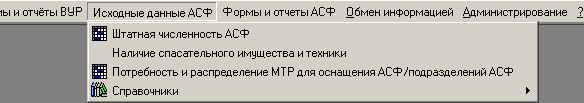 ы и отчёты ВУР Исходные данные АСФ Формы и отчеты АСФ Обмен информацией Администрирование ?
Штатная численность АСФ
Наличие спасательного имущества и техники
Потребность и распределение МТР для оснащения АСФ/подразделений АСФ
Справочники